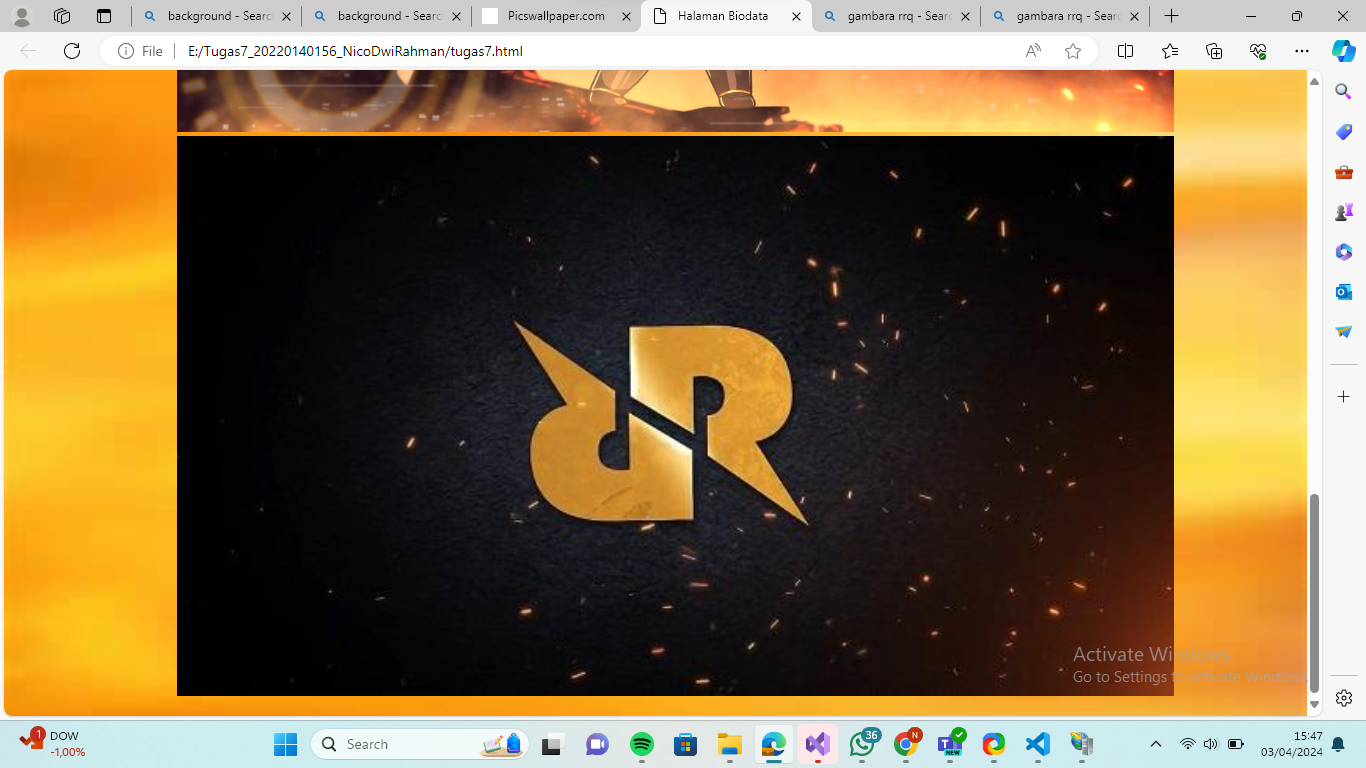 background - Searc
background - Searc
Picswallpaper.com
Halaman Biodata
gambara rrq - Searc
gambara rrq - Searc
File
E:/Tugas7_20220140156_NicoDwiRahman/tugas7.html
Activate Windows
Go to Settings to activate Windows.
1
DOW
-1,00%
Search
36
N
NEW
15:47
03/04/2024